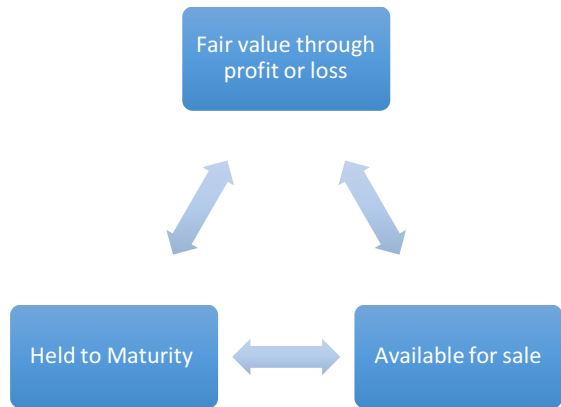 Fair value through
profit or loss
Held to Maturity
Available for sale